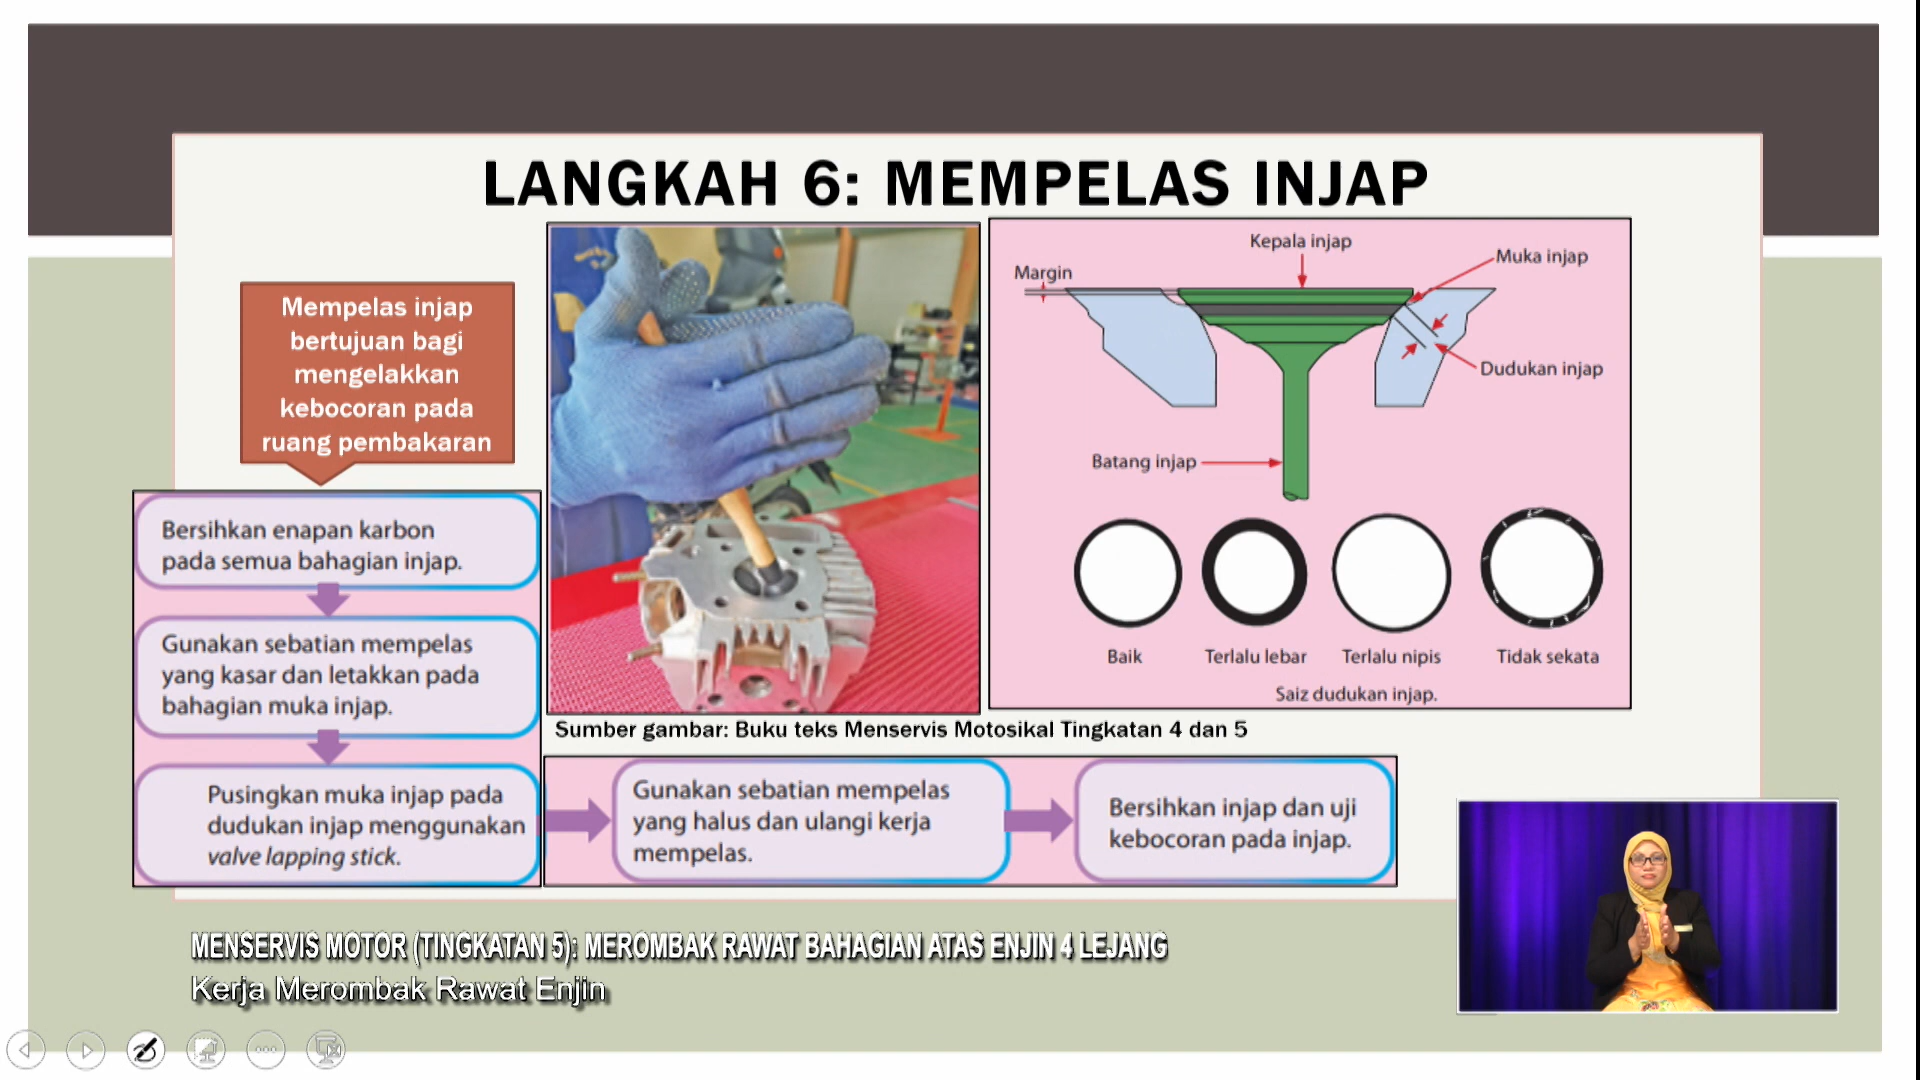 LANGKAH 6: MEMPELAS INJAP
Mempelas injap
bertujuan bagi
mengelakkan
kebocoran pada
ruang pembakaran
Bersihkan enapan karbon
pada semua bahagian injap.
Gunakan sebatian mempelas
yang kasar dan letakkan pada
bahagian muka injap.
Pusingkan muka injap pada
dudukan injap menggunakan
valve lapping stick.
Gunakan sebatian mempelas
yang halus dan ulangi kerja
mempelas.
Bersihkan injap dan uji
kebocoran pada injap.
Kepala injap
Muka injap
Margin
Dudukan injap
Batang injap
Baik
Terlalu lebar
Terlalu nipis
Tidak sekata
Saiz dudukan injap.
Sumber gambar: Buku teks Menservis Motosikal Tingkatan 4 dan 5
MENSERVIS MOTOR (TINGKATAN 5): MEROMBAK RAWAT BAHAGIAN ATAS ENJIN 4 LEJANG
Kerja Merombak Rawat Enjin